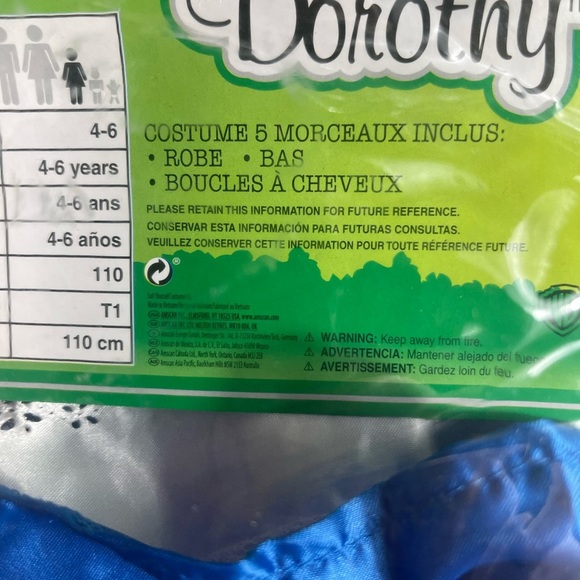 Dorothy
4-6
4-6 years
4-6 ans
4-6 años
110
T1
110 cm
COSTUME 5 MORCEAUX INCLUS:
• ROBE • BAS
• BOUCLES À CHEVEUX
PLEASE RETAIN THIS INFORMATION FOR FUTURE REFERENCE.
CONSERVAR ESTA INFORMACIÓN PARA FUTURAS CONSULTAS.
VEUILLEZ CONSERVER CETTE INFORMATION POUR TOUTE RÉFÉRENCE FUTURE.
®
WARNING: Keep away from fire.
ADVERTENCIA: Mantener alejado del
AVERTISSEMENT: Gardez loin du feu.
WB